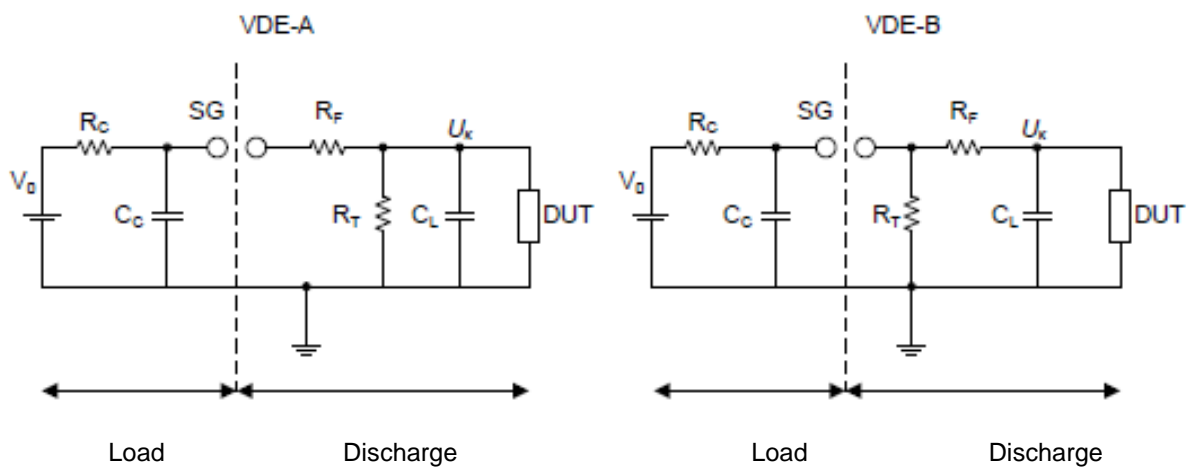 VDE-A
VDE-B
SG
R_F
R_C
U_K
V_0
C_C
R_T
C_L
DUT
SG
R_F
R_C
U_K
V_0
C_C
R_T
C_L
DUT
Load
Discharge
Load
Discharge